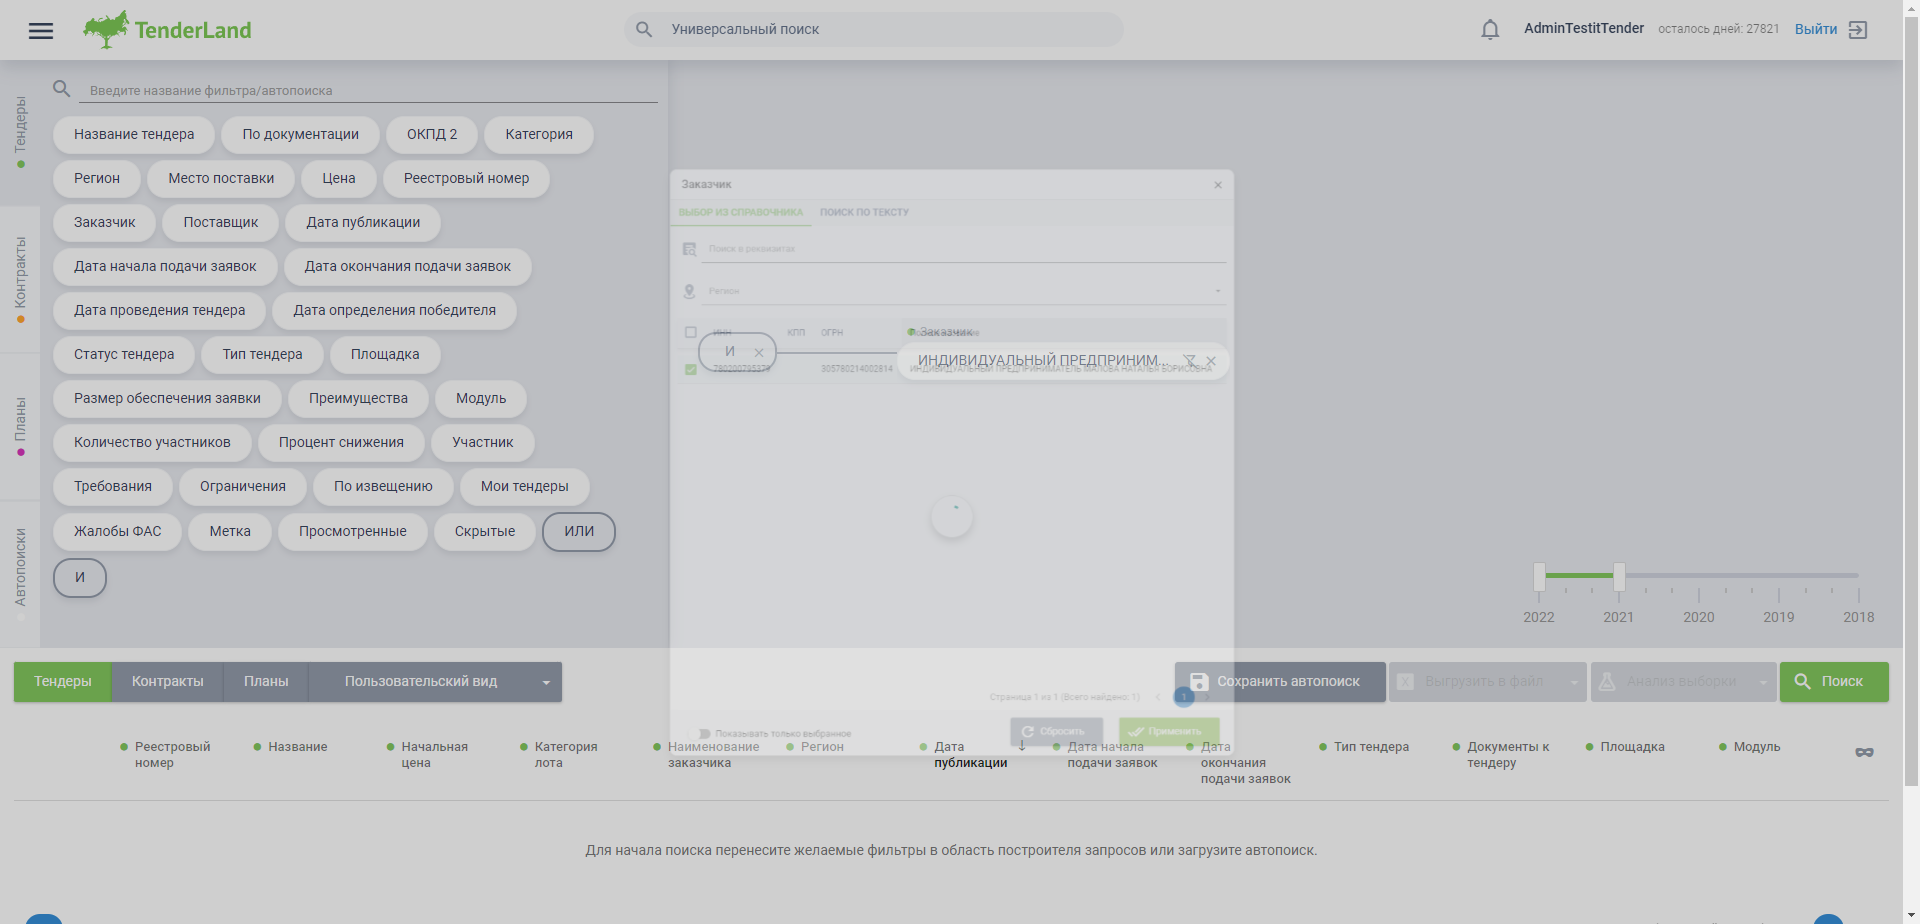 TenderLand
Универсальный поиск
AdminTestitTender
осталось дней: 27821
Выйти
Тендеры
Контракты
Планы
Автопоиски
Введите название фильтра/автопоиска
Название тендера
По документации
ОКПД 2
Категория
Регион
Место поставки
Цена
Реестровый номер
Заказчик
Поставщик
Дата публикации
Дата начала подачи заявок
Дата окончания подачи заявок
Дата проведения тендера
Дата определения победителя
Статус тендера
Тип тендера
Площадка
Размер обеспечения заявки
Преимущества
Модуль
Количество участников
Процент снижения
Участник
Требования
Ограничения
По извещению
Мои тендеры
Жалобы ФАС
Метка
Просмотренные
Скрытые
ИЛИ
И
Заказчик
ВЫБОР ИЗ СПРАВОЧНИКА
ПОИСК ПО ТЕКСТУ
Поиск в реквизитах
Регион
ИНН
КПП
ОГРН
Заказчик
И
ИНДИВИДУАЛЬНЫЙ ПРЕДПРИНИМ...
305780214002814
ИНДИВИДУАЛЬНЫЙ ПРЕДПРИНИМАТЕЛЬ МАЛОВА НАТАЛЬЯ БОРИСОВНА
Страница 1 из 1 (Всего найдено: 1)
1
Показывать только выбранное
Сбросить
Применить
2022
2021
2020
2019
2018
Тендеры
Контракты
Планы
Пользовательский вид
Сохранить автопоиск
Выгрузить в файл
Анализ выборки
Поиск
Реестровый номер
Название
Начальная цена
Категория лота
Наименование заказчика
Регион
Дата публикации
Дата начала подачи заявок
Дата окончания подачи заявок
Тип тендера
Документы к тендеру
Площадка
Модуль
Для начала поиска перенесите желаемые фильтры в область построителя запросов или загрузите автопоиск.